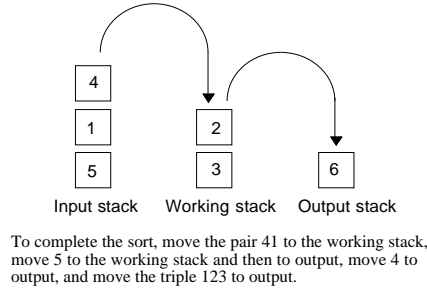 4
1 2
5 3 6
Input stack Working stack Output stack
To complete the sort, move the pair 41 to the working stack,
move 5 to the working stack and then to output, move 4 to
output, and move the triple 123 to output.